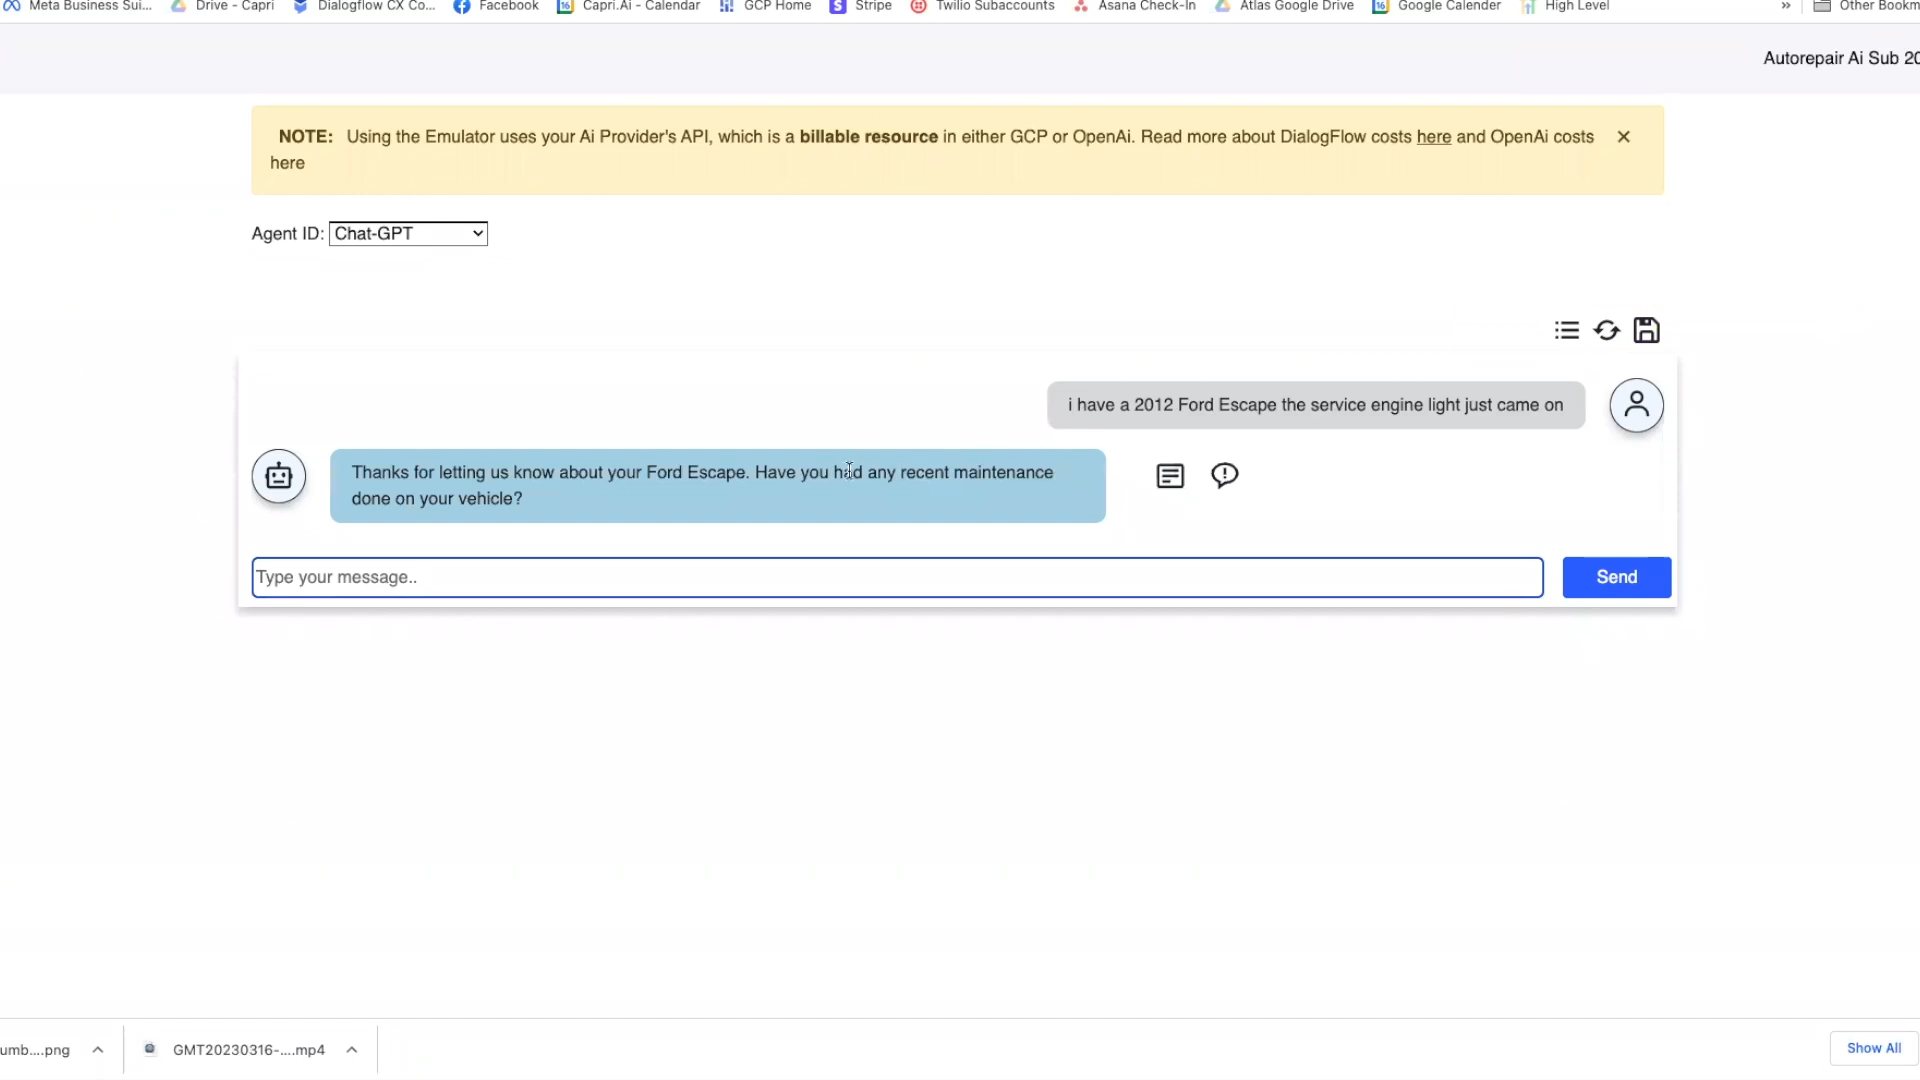 Meta Business Sui... Drive - Capri Dialogflow CX Co... Facebook 16 Capri.Ai - Calendar GCP Home S Stripe Twilio Subaccounts Asana Check-In Atlas Google Drive 16 Google Calender High Level » Other Bookm
Autorepair Ai Sub 20
NOTE: Using the Emulator uses your Ai Provider's API, which is a billable resource in either GCP or OpenAi. Read more about DialogFlow costs here and OpenAi costs
here
Agent ID: Chat-GPT
i have a 2012 Ford Escape the service engine light just came on
Thanks for letting us know about your Ford Escape. Have you had any recent maintenance
done on your vehicle?
Type your message.. Send
umb....png GMT20230316-....mp4 Show All